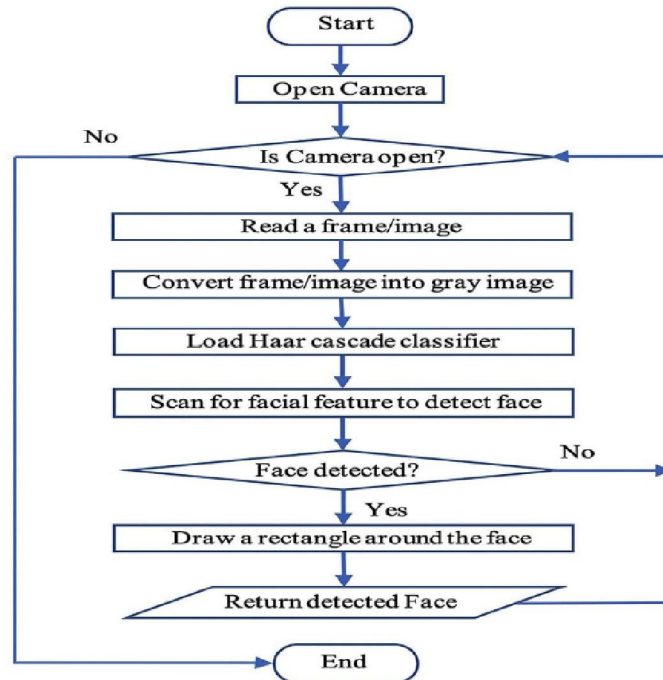 Start
Open Camera
No
Is Camera open?
Yes
Read a frame/image
Convert frame/image into gray image
Load Haar cascade classifier
Scan for facial feature to detect face
Face detected?
No
Yes
Draw a rectangle around the face
Return detected Face
End